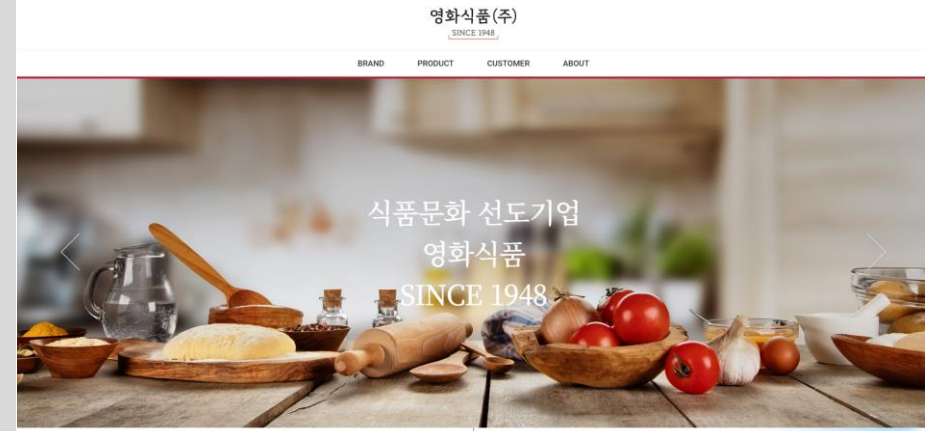 영화식품(주)
SINCE 1948
BRAND PRODUCT CUSTOMER ABOUT
식품문화 선도기업
영화식품
SINCE 1948